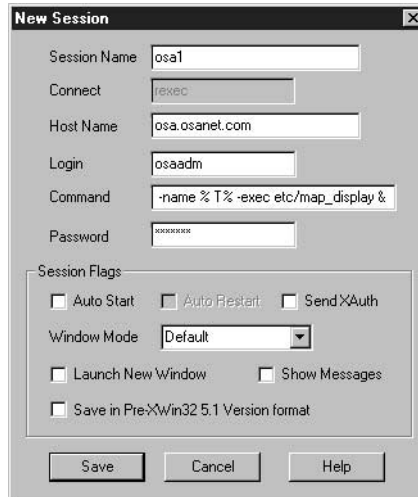 New Session
Session Name osa1
Connect rexec
Host Name osa.osanet.com
Login osaadm
Command -name % T% -exec etc/map_display &
Password xxxxxxx
Session Flags
Auto Start Auto Restart Send XAuth
Window Mode Default
Launch New Window Show Messages
Save in Pre-XWin32 5.1 Version format
Save Cancel Help